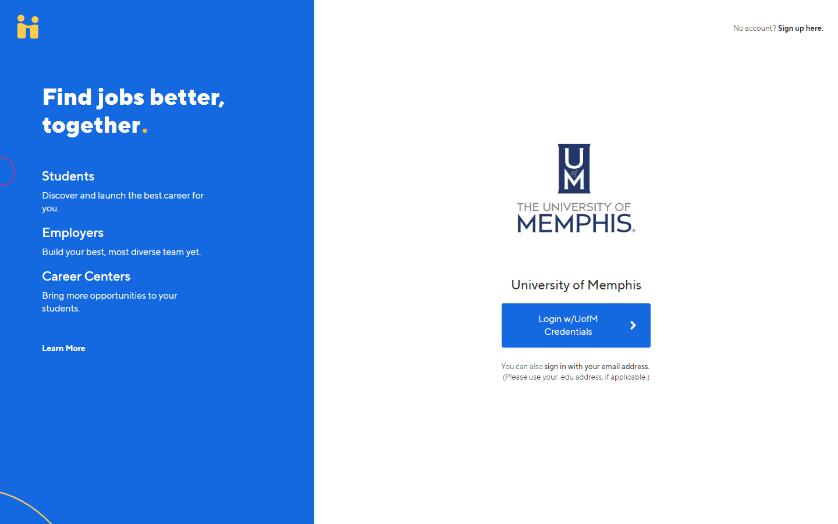 No account? Sign up here.
Find jobs better,
together.
Students
Discover and launch the best career for
you.
Employers
Build your best, most diverse team yet.
Career Centers
Bring more opportunities to your
students.
Learn More
UM
THE UNIVERSITY OF
MEMPHIS®
University of Memphis
Login w/UofM
Credentials
You can also sign in with your email address.
(Please use your .edu address, if applicable.)